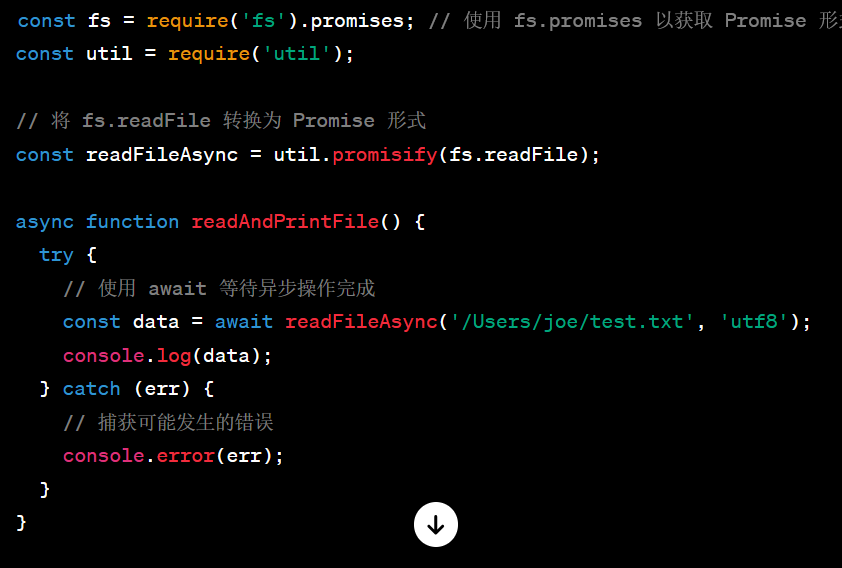 const fs = require('fs').promises; // 使用 fs.promises 以获取 Promise 形
const util = require('util');
// 将 fs.readFile 转换为 Promise 形式
const readFileAsync = util.promisify(fs.readFile);
async function readAndPrintFile() {
try {
// 使用 await 等待异步操作完成
const data = await readFileAsync('/Users/joe/test.txt', 'utf8');
console.log(data);
} catch (err) {
// 捕获可能发生的错误
console.error(err);
}
}